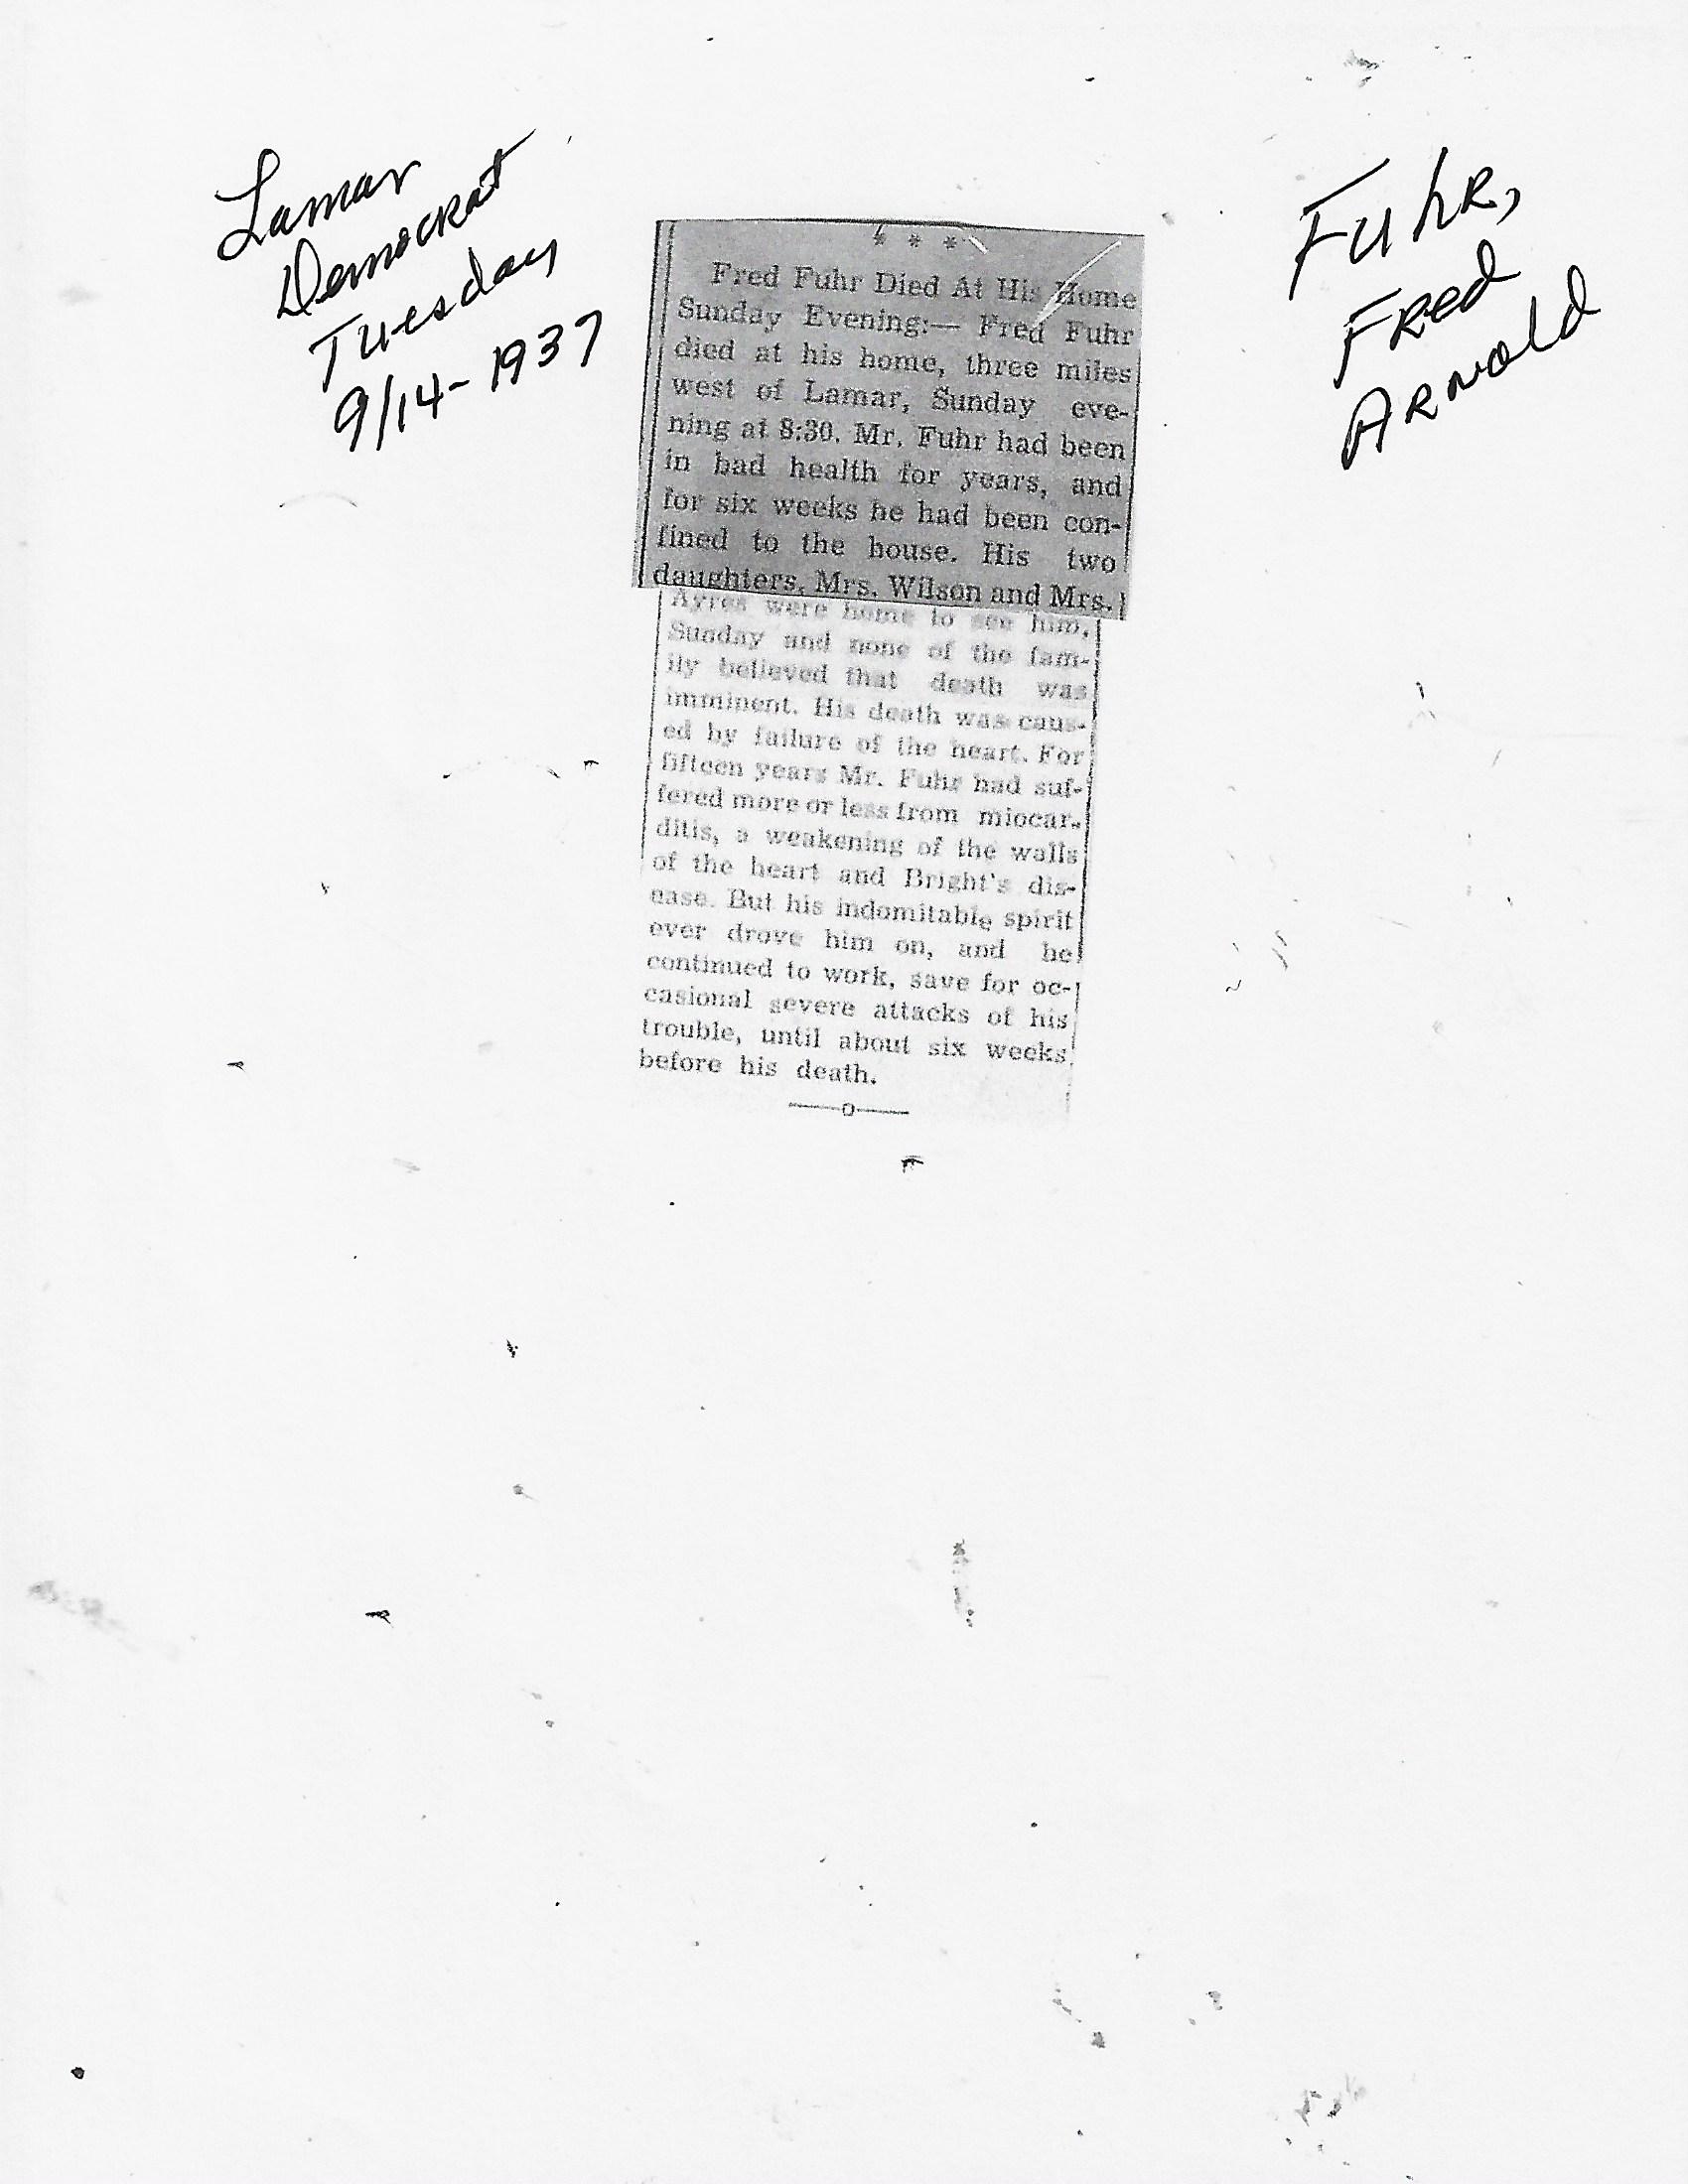 Lamar
Democrat
Tuesday
9/14-1937
Fuhr,
Fred
Arnold
* * *
Fred Fuhr Died At His Home
Sunday Evening:— Fred Fuhr
died at his home, three miles
west of Lamar, Sunday eve-
ning at 8:30. Mr. Fuhr had been
in bad health for years, and
for six weeks he had been con-
fined to the house. His two
daughters, Mrs. Wilson and Mrs.
Ayres were home to see him,
Sunday and none of the fam-
ily believed that death was
imminent. His death was caus-
ed by failure of the heart. For
fifteen years Mr. Fuhr had suf-
fered more or less from miocar-
ditis, a weakening of the walls
of the heart and Bright's dis-
ease. But his indomitable spirit
ever drove him on, and he
continued to work, save for oc-
casional severe attacks of his
trouble, until about six weeks
before his death.
——o——